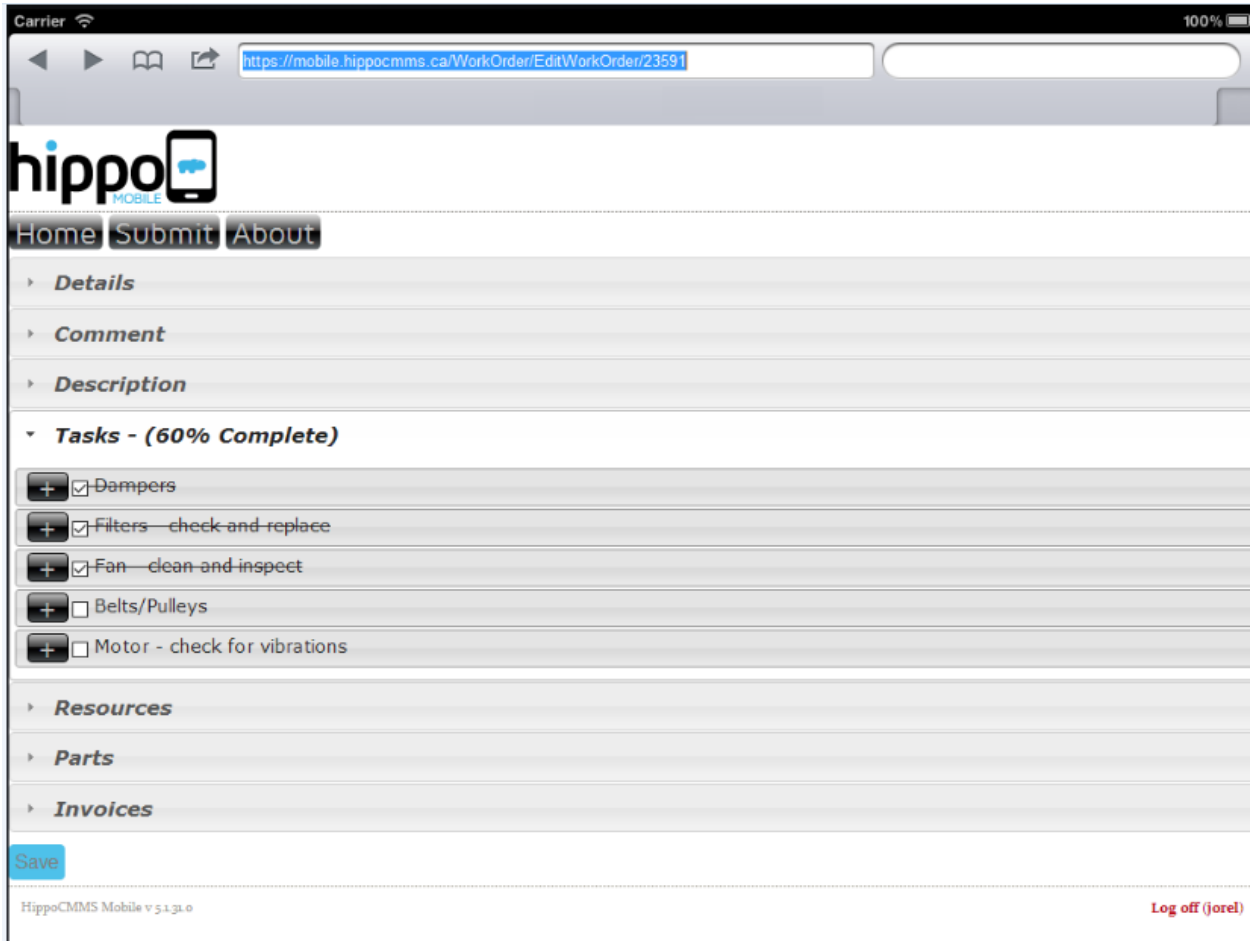 Carrier 100%
https://mobile.hippocmms.ca/WorkOrder/EditWorkOrder/23591
hippo
MOBILE
Home Submit About
Details
Comment
Description
Tasks - (60% Complete)
+ Dampers
+ Filters - check and replace
+ Fan - clean and inspect
+ Belts/Pulleys
+ Motor - check for vibrations
Resources
Parts
Invoices
Save
HippoCMMS Mobile v 5.1.31.0 Log off (jorel)